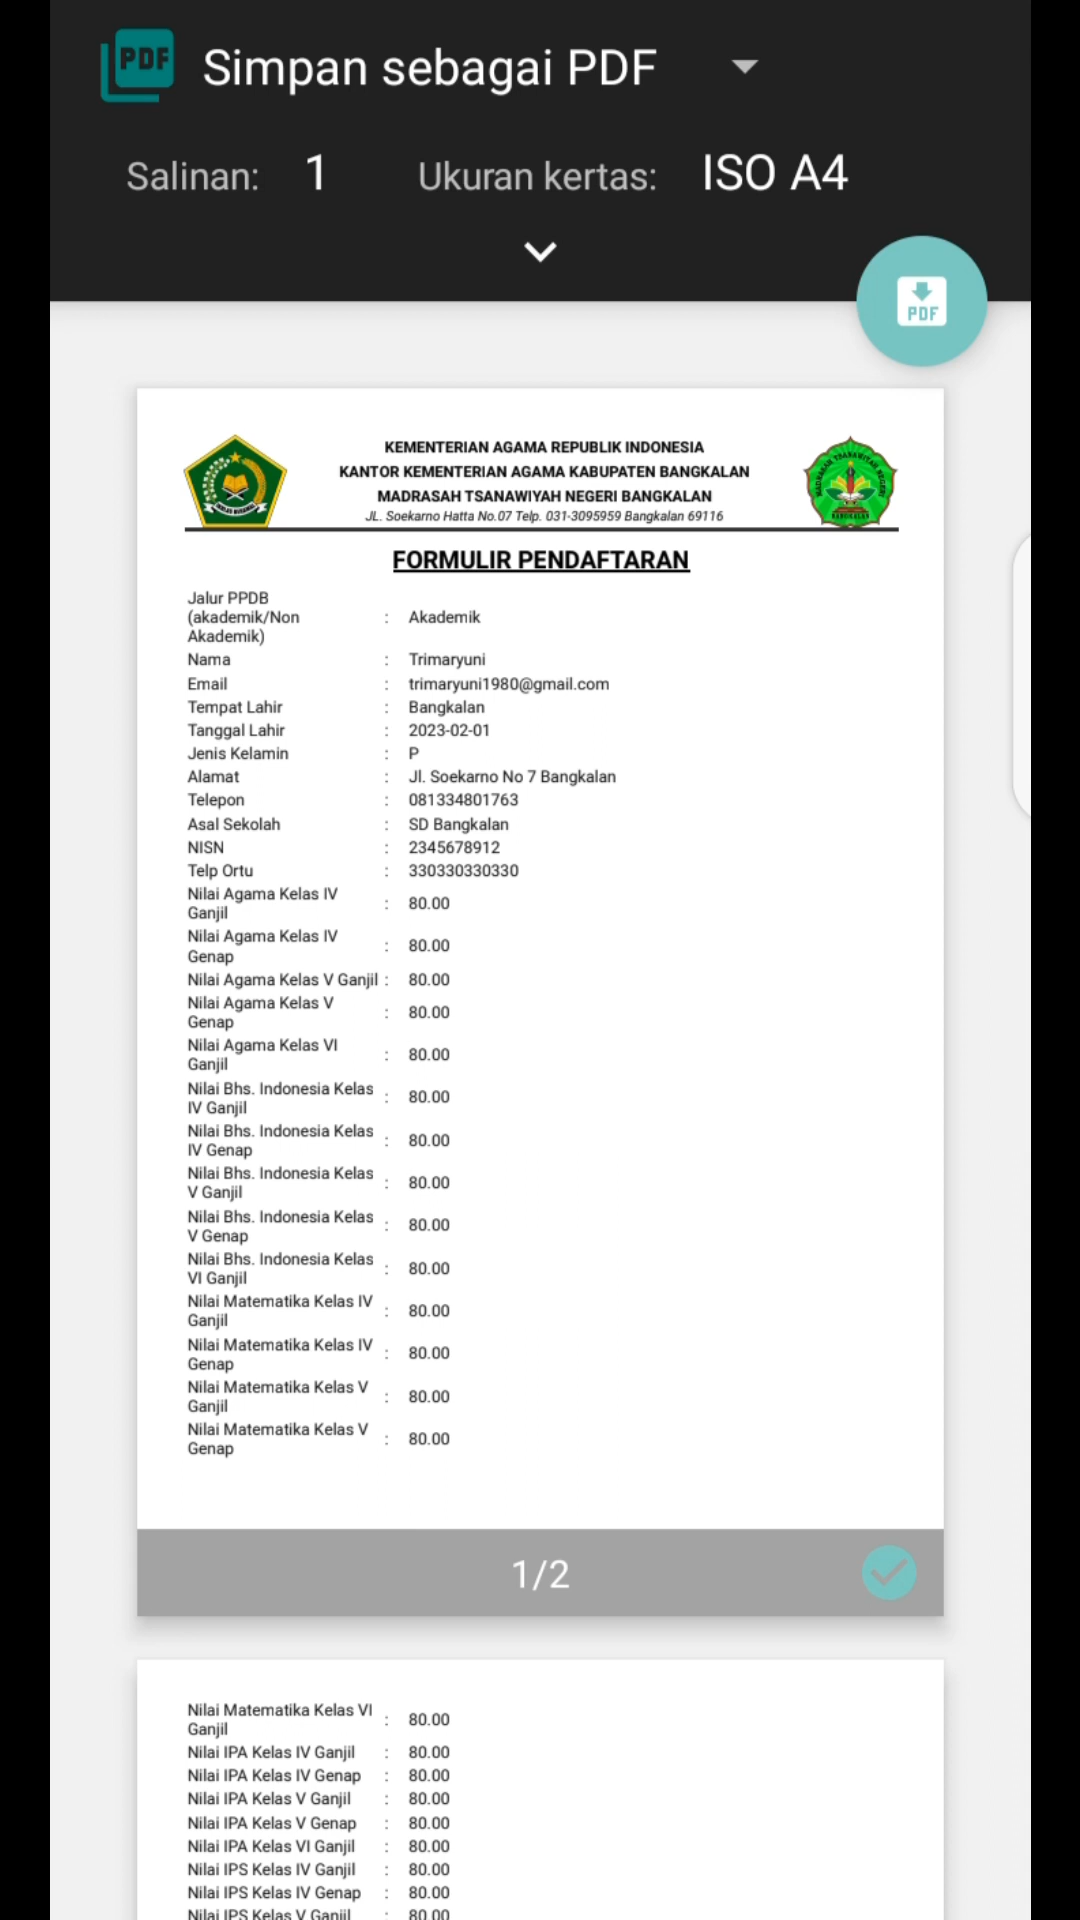 PDF
Simpan sebagai PDF
Salinan: 1 Ukuran kertas: ISO A4
PDF
KEMENTERIAN AGAMA REPUBLIK INDONESIA
KANTOR KEMENTERIAN AGAMA KABUPATEN BANGKALAN
MADRASAH TSANAWIYAH NEGERI BANGKALAN
JL. Soekarno Hatta No.07 Telp. 031-3095959 Bangkalan 69116
MADRASAH TSANAWIYAH NEGERI
BANGKALAN
FORMULIR PENDAFTARAN
Jalur PPDB
(akademik/Non : Akademik
Akademik)
Nama : Trimaryuni
Email : trimaryuni1980@gmail.com
Tempat Lahir : Bangkalan
Tanggal Lahir : 2023-02-01
Jenis Kelamin : P
Alamat : Jl. Soekarno No 7 Bangkalan
Telepon : 081334801763
Asal Sekolah : SD Bangkalan
NISN : 2345678912
Telp Ortu : 330330330330
Nilai Agama Kelas IV
Ganjil : 80.00
Nilai Agama Kelas IV
Genap : 80.00
Nilai Agama Kelas V Ganjil : 80.00
Nilai Agama Kelas V
Genap : 80.00
Nilai Agama Kelas VI
Ganjil : 80.00
Nilai Bhs. Indonesia Kelas
IV Ganjil : 80.00
Nilai Bhs. Indonesia Kelas
IV Genap : 80.00
Nilai Bhs. Indonesia Kelas
V Ganjil : 80.00
Nilai Bhs. Indonesia Kelas
V Genap : 80.00
Nilai Bhs. Indonesia Kelas
VI Ganjil : 80.00
Nilai Matematika Kelas IV
Ganjil : 80.00
Nilai Matematika Kelas IV
Genap : 80.00
Nilai Matematika Kelas V
Ganjil : 80.00
Nilai Matematika Kelas V
Genap : 80.00
1/2
Nilai Matematika Kelas VI
Ganjil : 80.00
Nilai IPA Kelas IV Ganjil : 80.00
Nilai IPA Kelas IV Genap : 80.00
Nilai IPA Kelas V Ganjil : 80.00
Nilai IPA Kelas V Genap : 80.00
Nilai IPA Kelas VI Ganjil : 80.00
Nilai IPS Kelas IV Ganjil : 80.00
Nilai IPS Kelas IV Genap : 80.00
Nilai IPS Kelas V Ganjil : 80.00